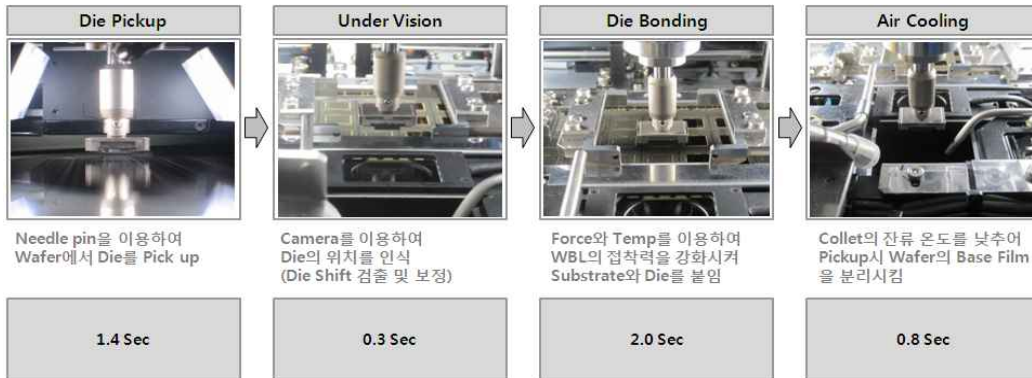 Die Pickup
Under Vision
Die Bonding
Air Cooling
Needle pin을 이용하여
Wafer에서 Die를 Pick up
Camera를 이용하여
Die의 위치를 인식
(Die Shift 검출 및 보정)
Force와 Temp를 이용하여
WBL의 접착력을 강화시켜
Substrate와 Die를 붙임
Collet의 잔류 온도를 낮추어
Pickup시 Wafer의 Base Film
을 분리시킴
1.4 Sec
0.3 Sec
2.0 Sec
0.8 Sec